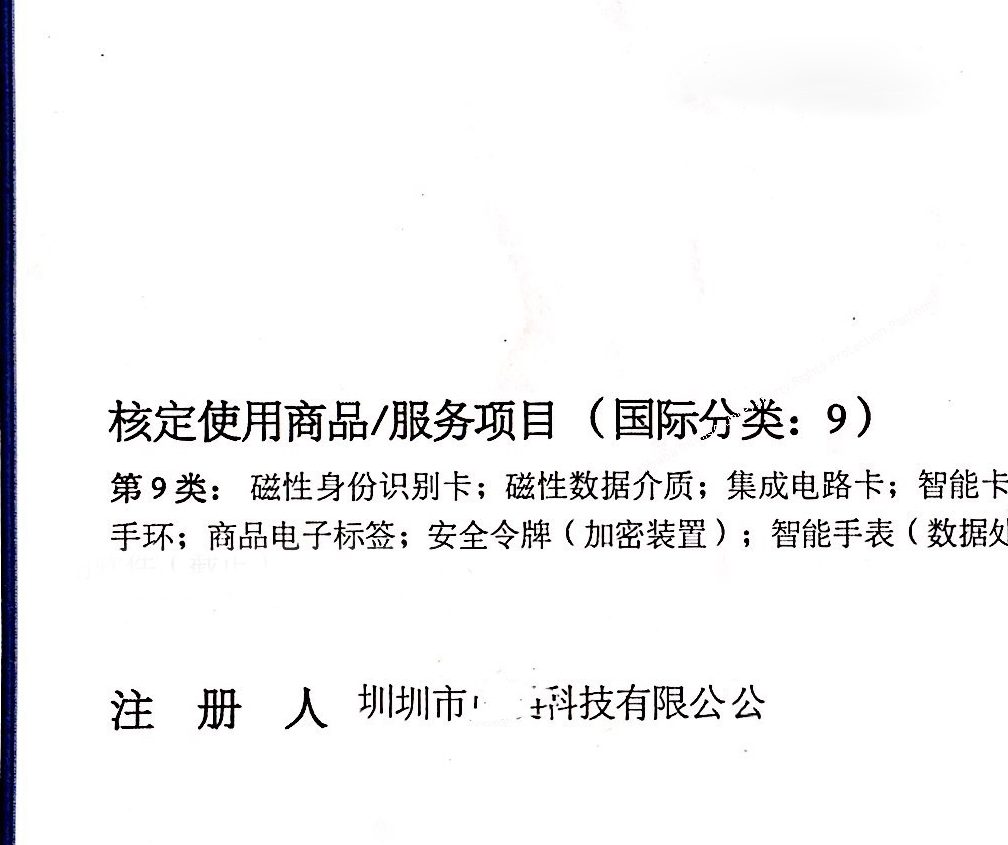 核定使用商品/服务项目（国际分类：9）
第9类： 磁性身份识别卡；磁性数据介质；集成电路卡；智能卡
手环；商品电子标签；安全令牌（加密装置）；智能手表（数据处
注 册 人 圳圳市 科技有限公公